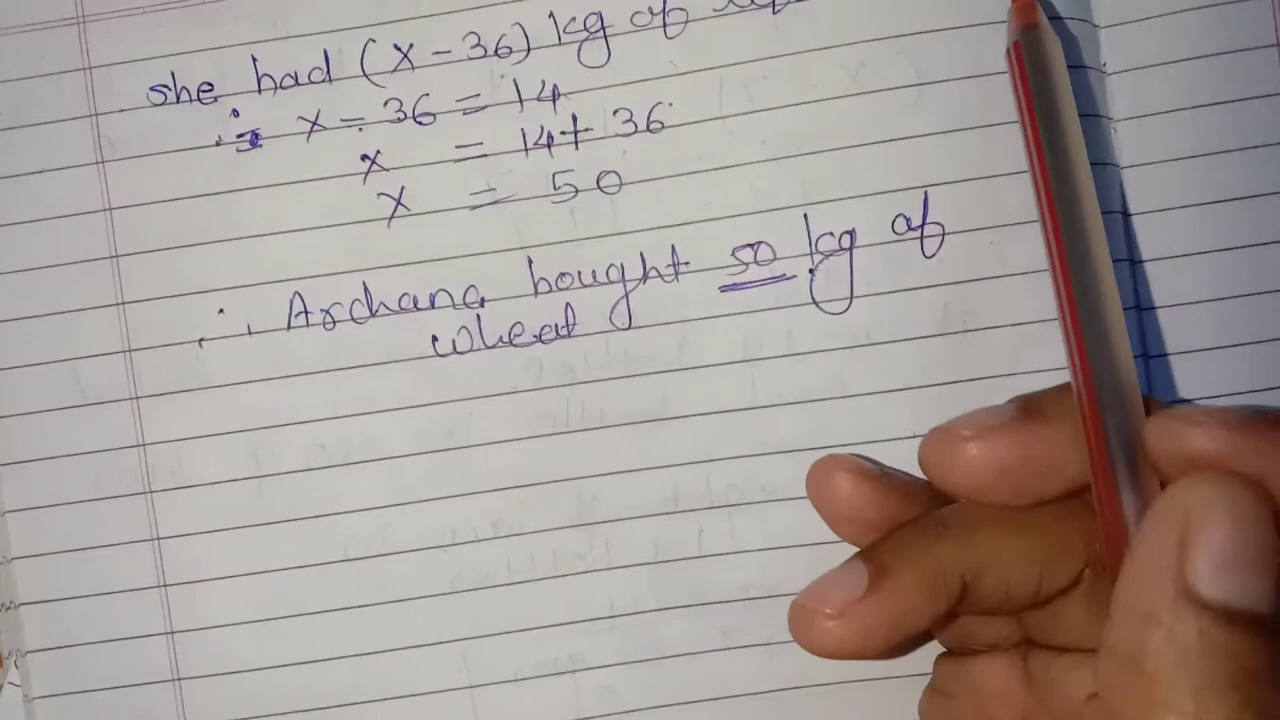 she had (x - 36) kg of
∴ x - 36 = 14
x = 14 + 36
x = 50
∴ Archana bought 50 kg of
wheat